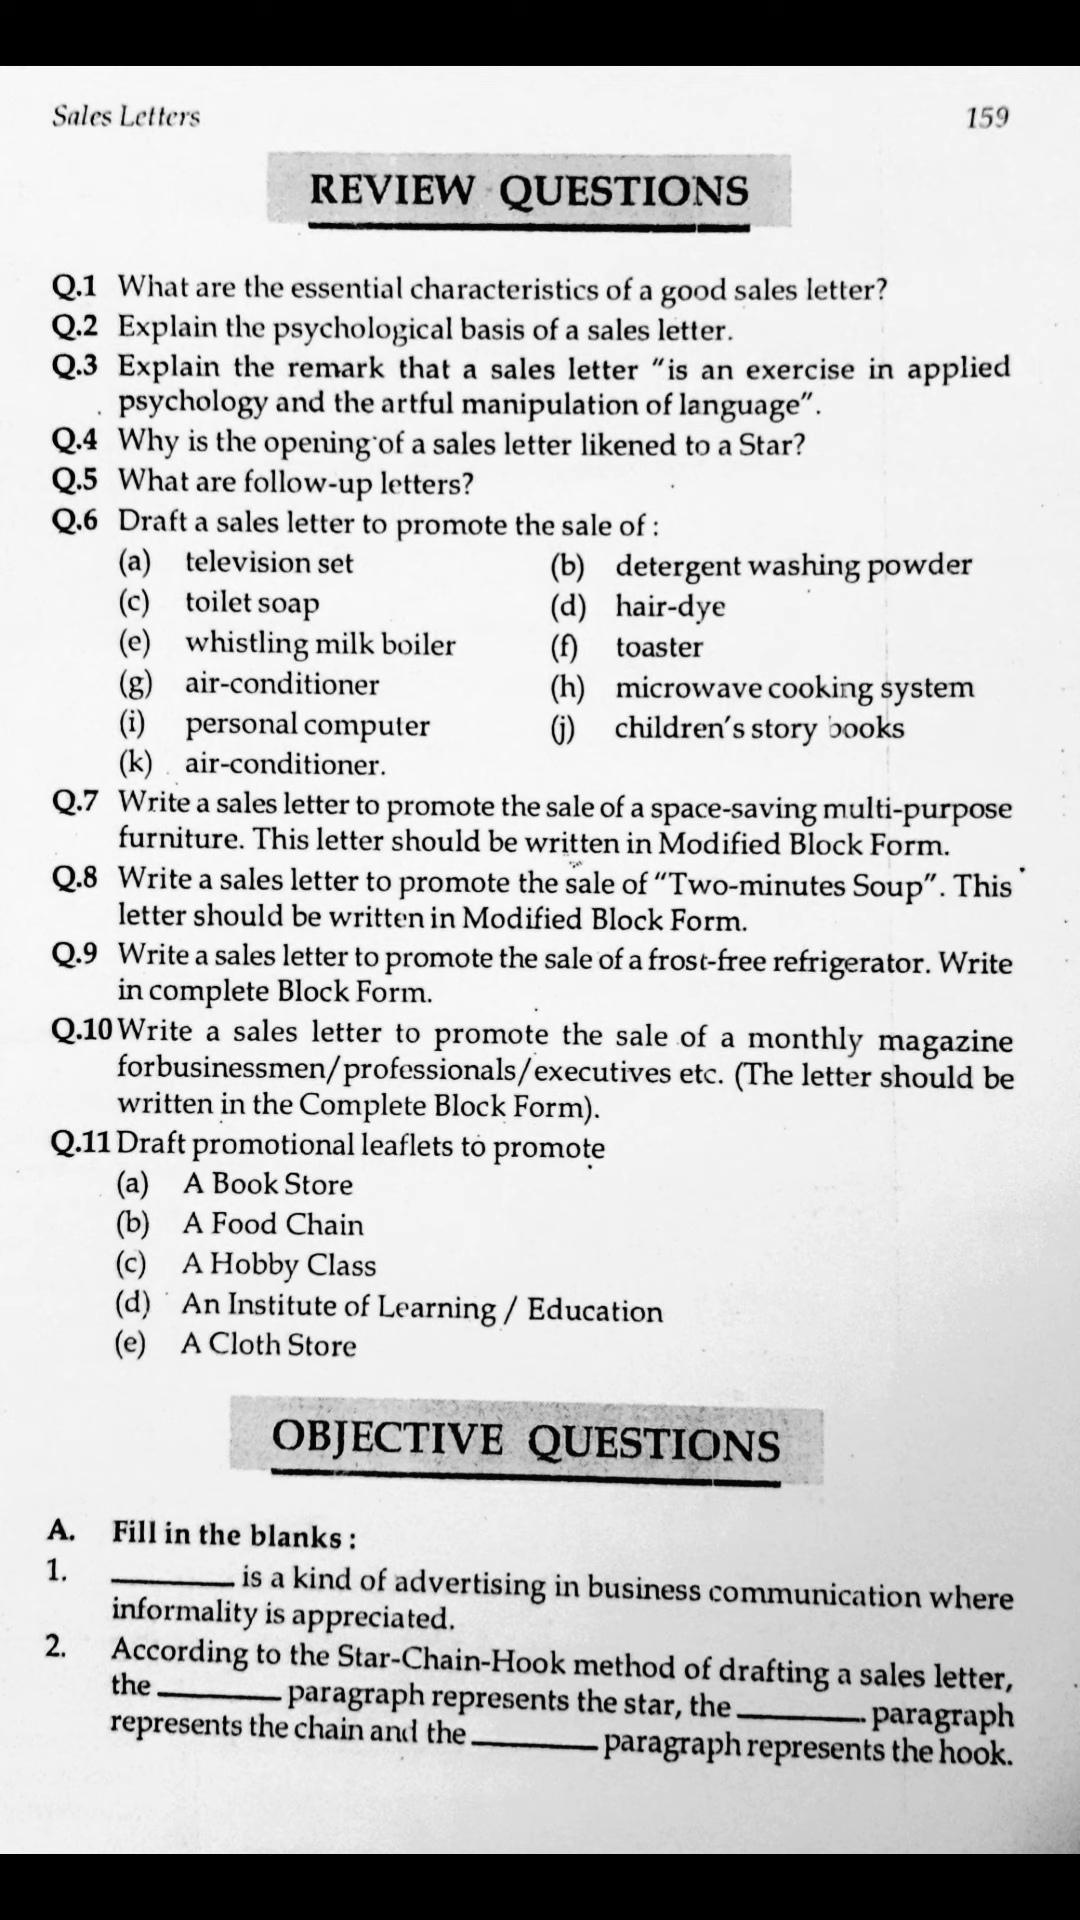 Sales Letters 159
REVIEW QUESTIONS
Q.1 What are the essential characteristics of a good sales letter?
Q.2 Explain the psychological basis of a sales letter.
Q.3 Explain the remark that a sales letter "is an exercise in applied
psychology and the artful manipulation of language".
Q.4 Why is the opening of a sales letter likened to a Star?
Q.5 What are follow-up letters?
Q.6 Draft a sales letter to promote the sale of :
(a) television set (b) detergent washing powder
(c) toilet soap (d) hair-dye
(e) whistling milk boiler (f) toaster
(g) air-conditioner (h) microwave cooking system
(i) personal computer (j) children's story books
(k) air-conditioner.
Q.7 Write a sales letter to promote the sale of a space-saving multi-purpose
furniture. This letter should be written in Modified Block Form.
Q.8 Write a sales letter to promote the sale of "Two-minutes Soup". This
letter should be written in Modified Block Form.
Q.9 Write a sales letter to promote the sale of a frost-free refrigerator. Write
in complete Block Form.
Q.10 Write a sales letter to promote the sale of a monthly magazine
forbusinessmen/professionals/executives etc. (The letter should be
written in the Complete Block Form).
Q.11 Draft promotional leaflets to promote
(a) A Book Store
(b) A Food Chain
(c) A Hobby Class
(d) An Institute of Learning / Education
(e) A Cloth Store
OBJECTIVE QUESTIONS
A. Fill in the blanks :
1. ________ is a kind of advertising in business communication where
informality is appreciated.
2. According to the Star-Chain-Hook method of drafting a sales letter,
the ________ paragraph represents the star, the ________ paragraph
represents the chain and the ________ paragraph represents the hook.